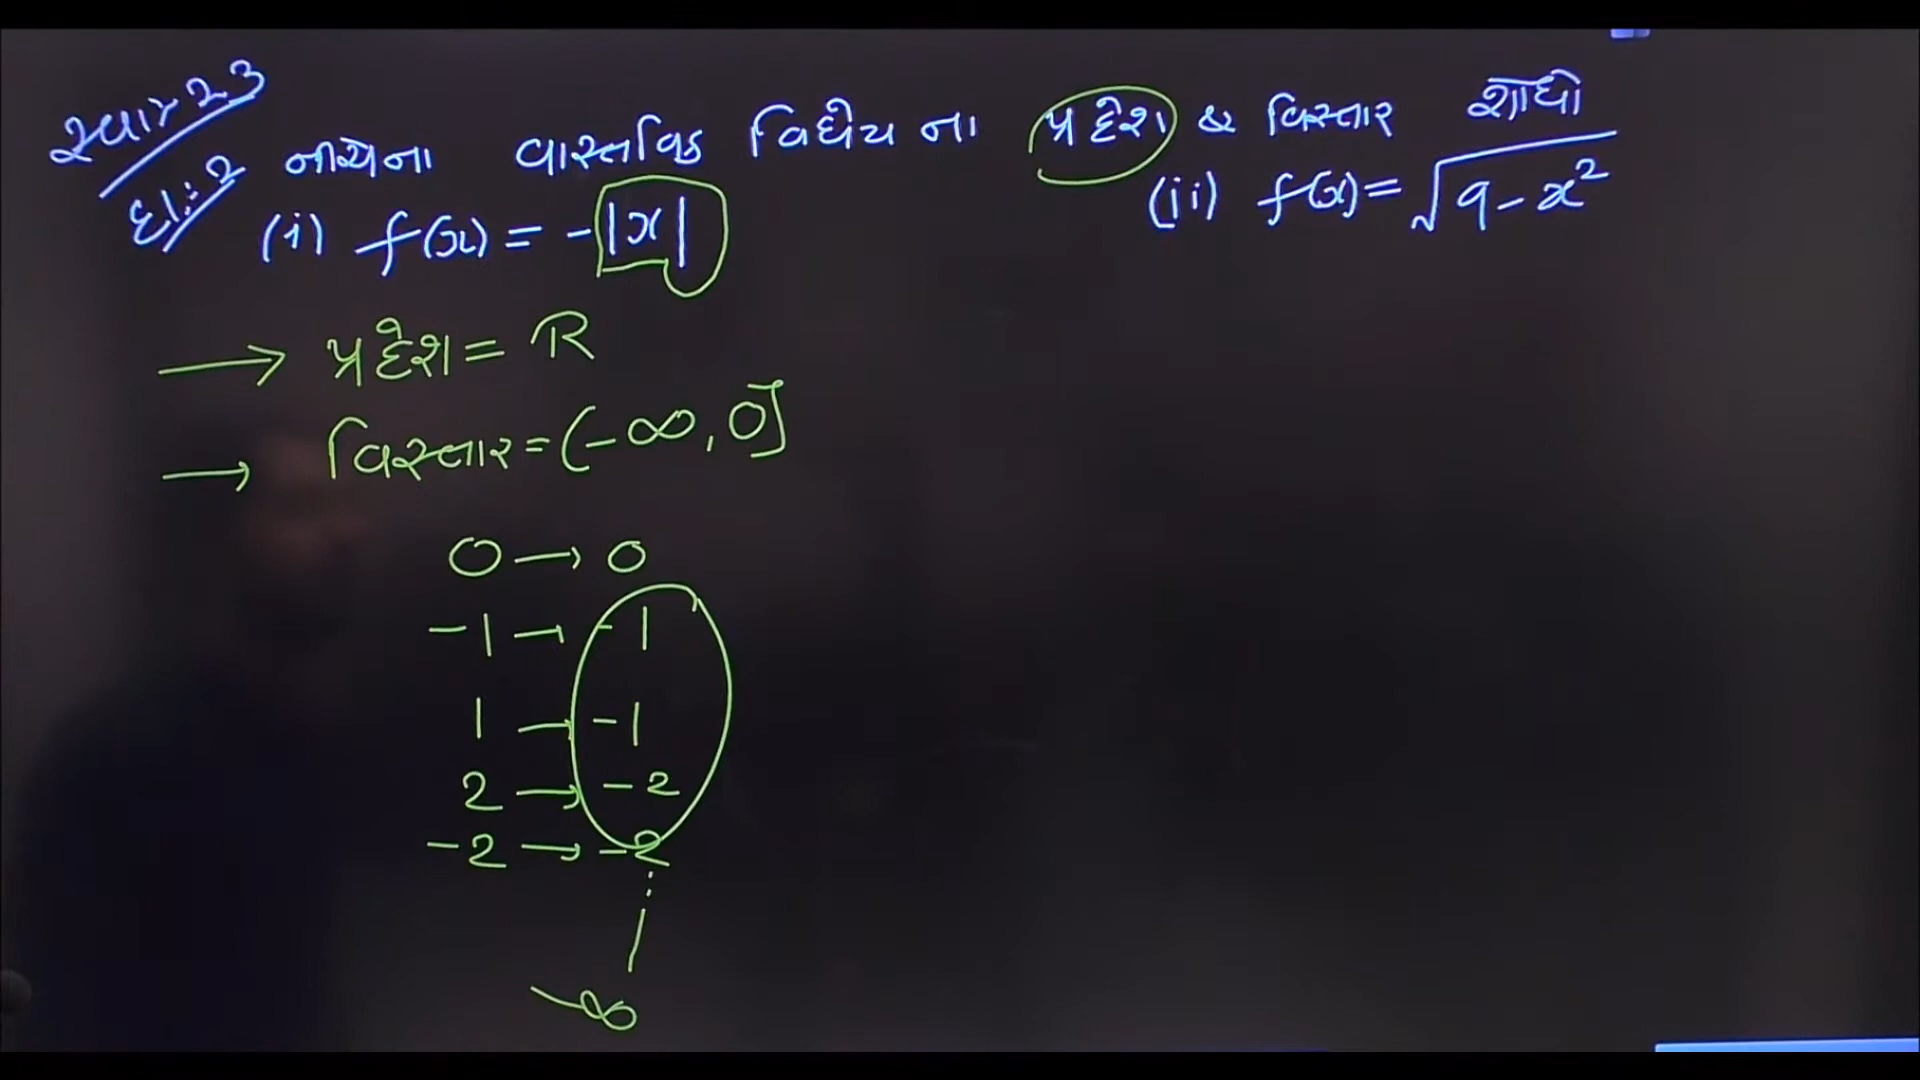 સ્વા૰ 2.3
દા.:2 નીચેના વાસ્તવિક વિધેય ના પ્રદેશ & વિસ્તાર શોધો
(i) f(x) = -|x| (ii) f(x) = √9-x²
→ પ્રદેશ = R
→ વિસ્તાર = (-∞, 0]
0 → 0
-1 → -1
1 → -1
2 → -2
-2 → -2
-∞